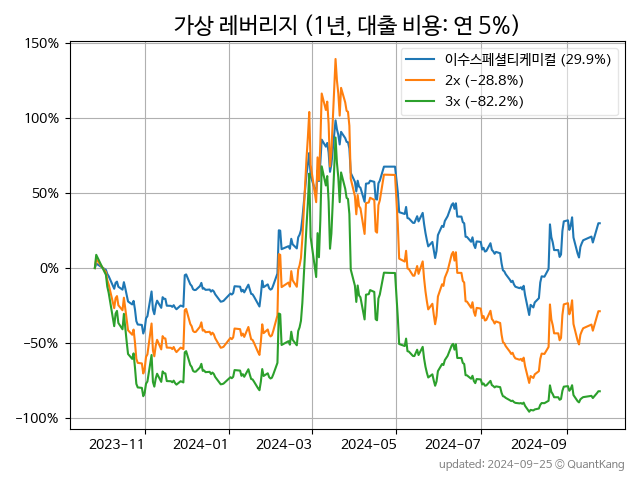 가상 레버리지 (1년, 대출 비용: 연 5%)
150%
100%
50%
0%
−50%
−100%
이수스페셜티케미컬 (29.9%)
2x (−28.8%)
3x (−82.2%)
2023-11
2024-01
2024-03
2024-05
2024-07
2024-09
updated: 2024-09-25 © QuantKang